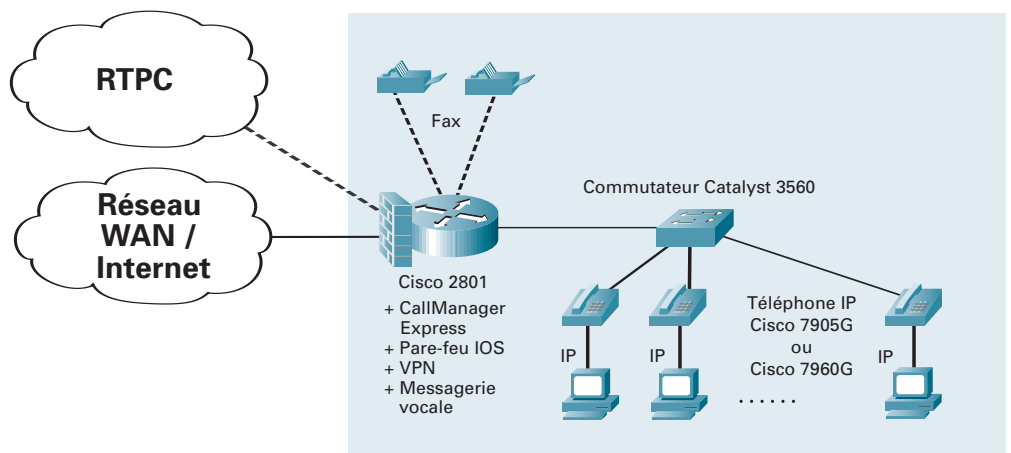 RTPC
Réseau
WAN /
Internet
Fax
Commutateur Catalyst 3560
Cisco 2801
+ CallManager
Express
+ Pare-feu IOS
+ VPN
+ Messagerie
vocale
Téléphone IP
Cisco 7905G
ou
Cisco 7960G
IP
IP
IP
......